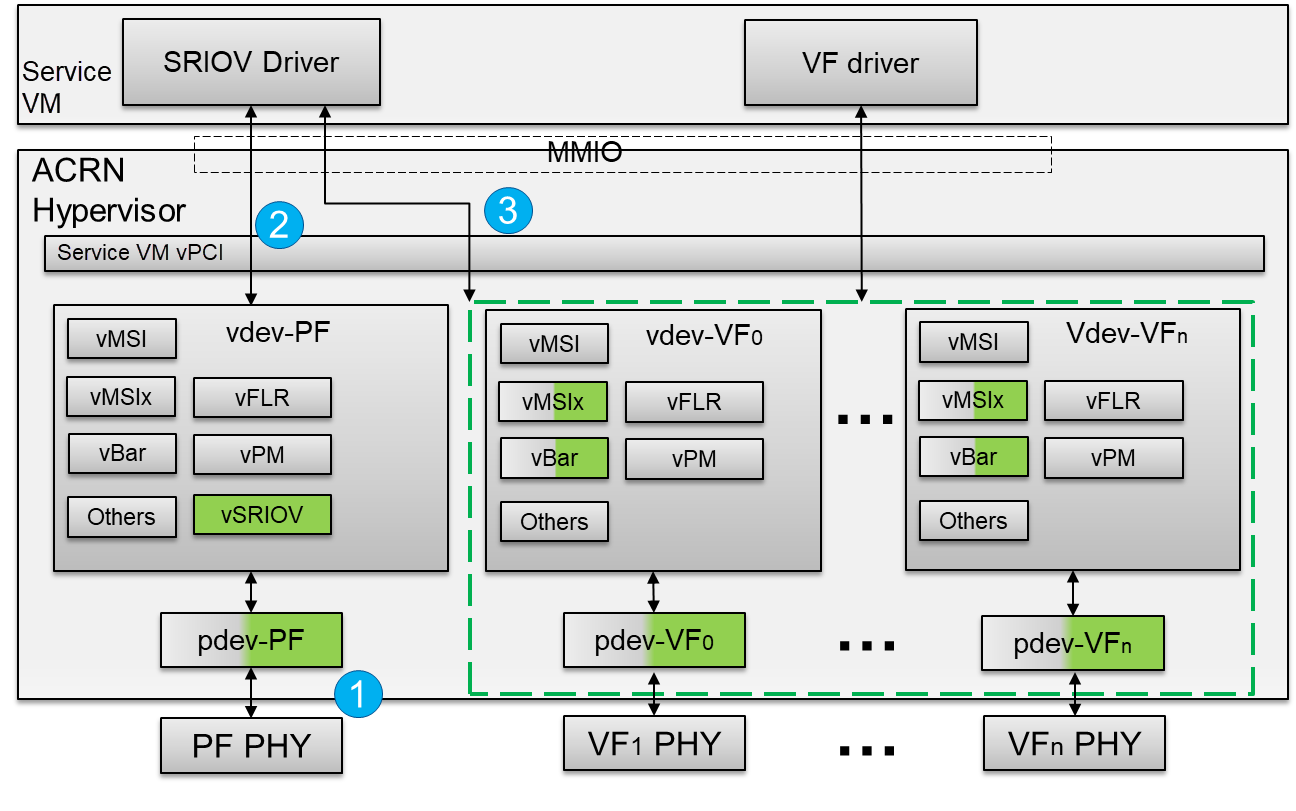 SRIOV Driver
VF driver
Service
VM
MMIO
ACRN
Hypervisor
2
3
Service VM vPCI
vdev-PF
vMSI
vMSIx
vFLR
vBar
vPM
Others
vSRIOV
vdev-VF0
vMSI
vMSIx
vFLR
vBar
vPM
Others
...
Vdev-VFn
vMSI
vMSIx
vFLR
vBar
vPM
Others
pdev-PF
pdev-VF0
...
pdev-VFn
1
PF PHY
VF1 PHY
...
VFn PHY